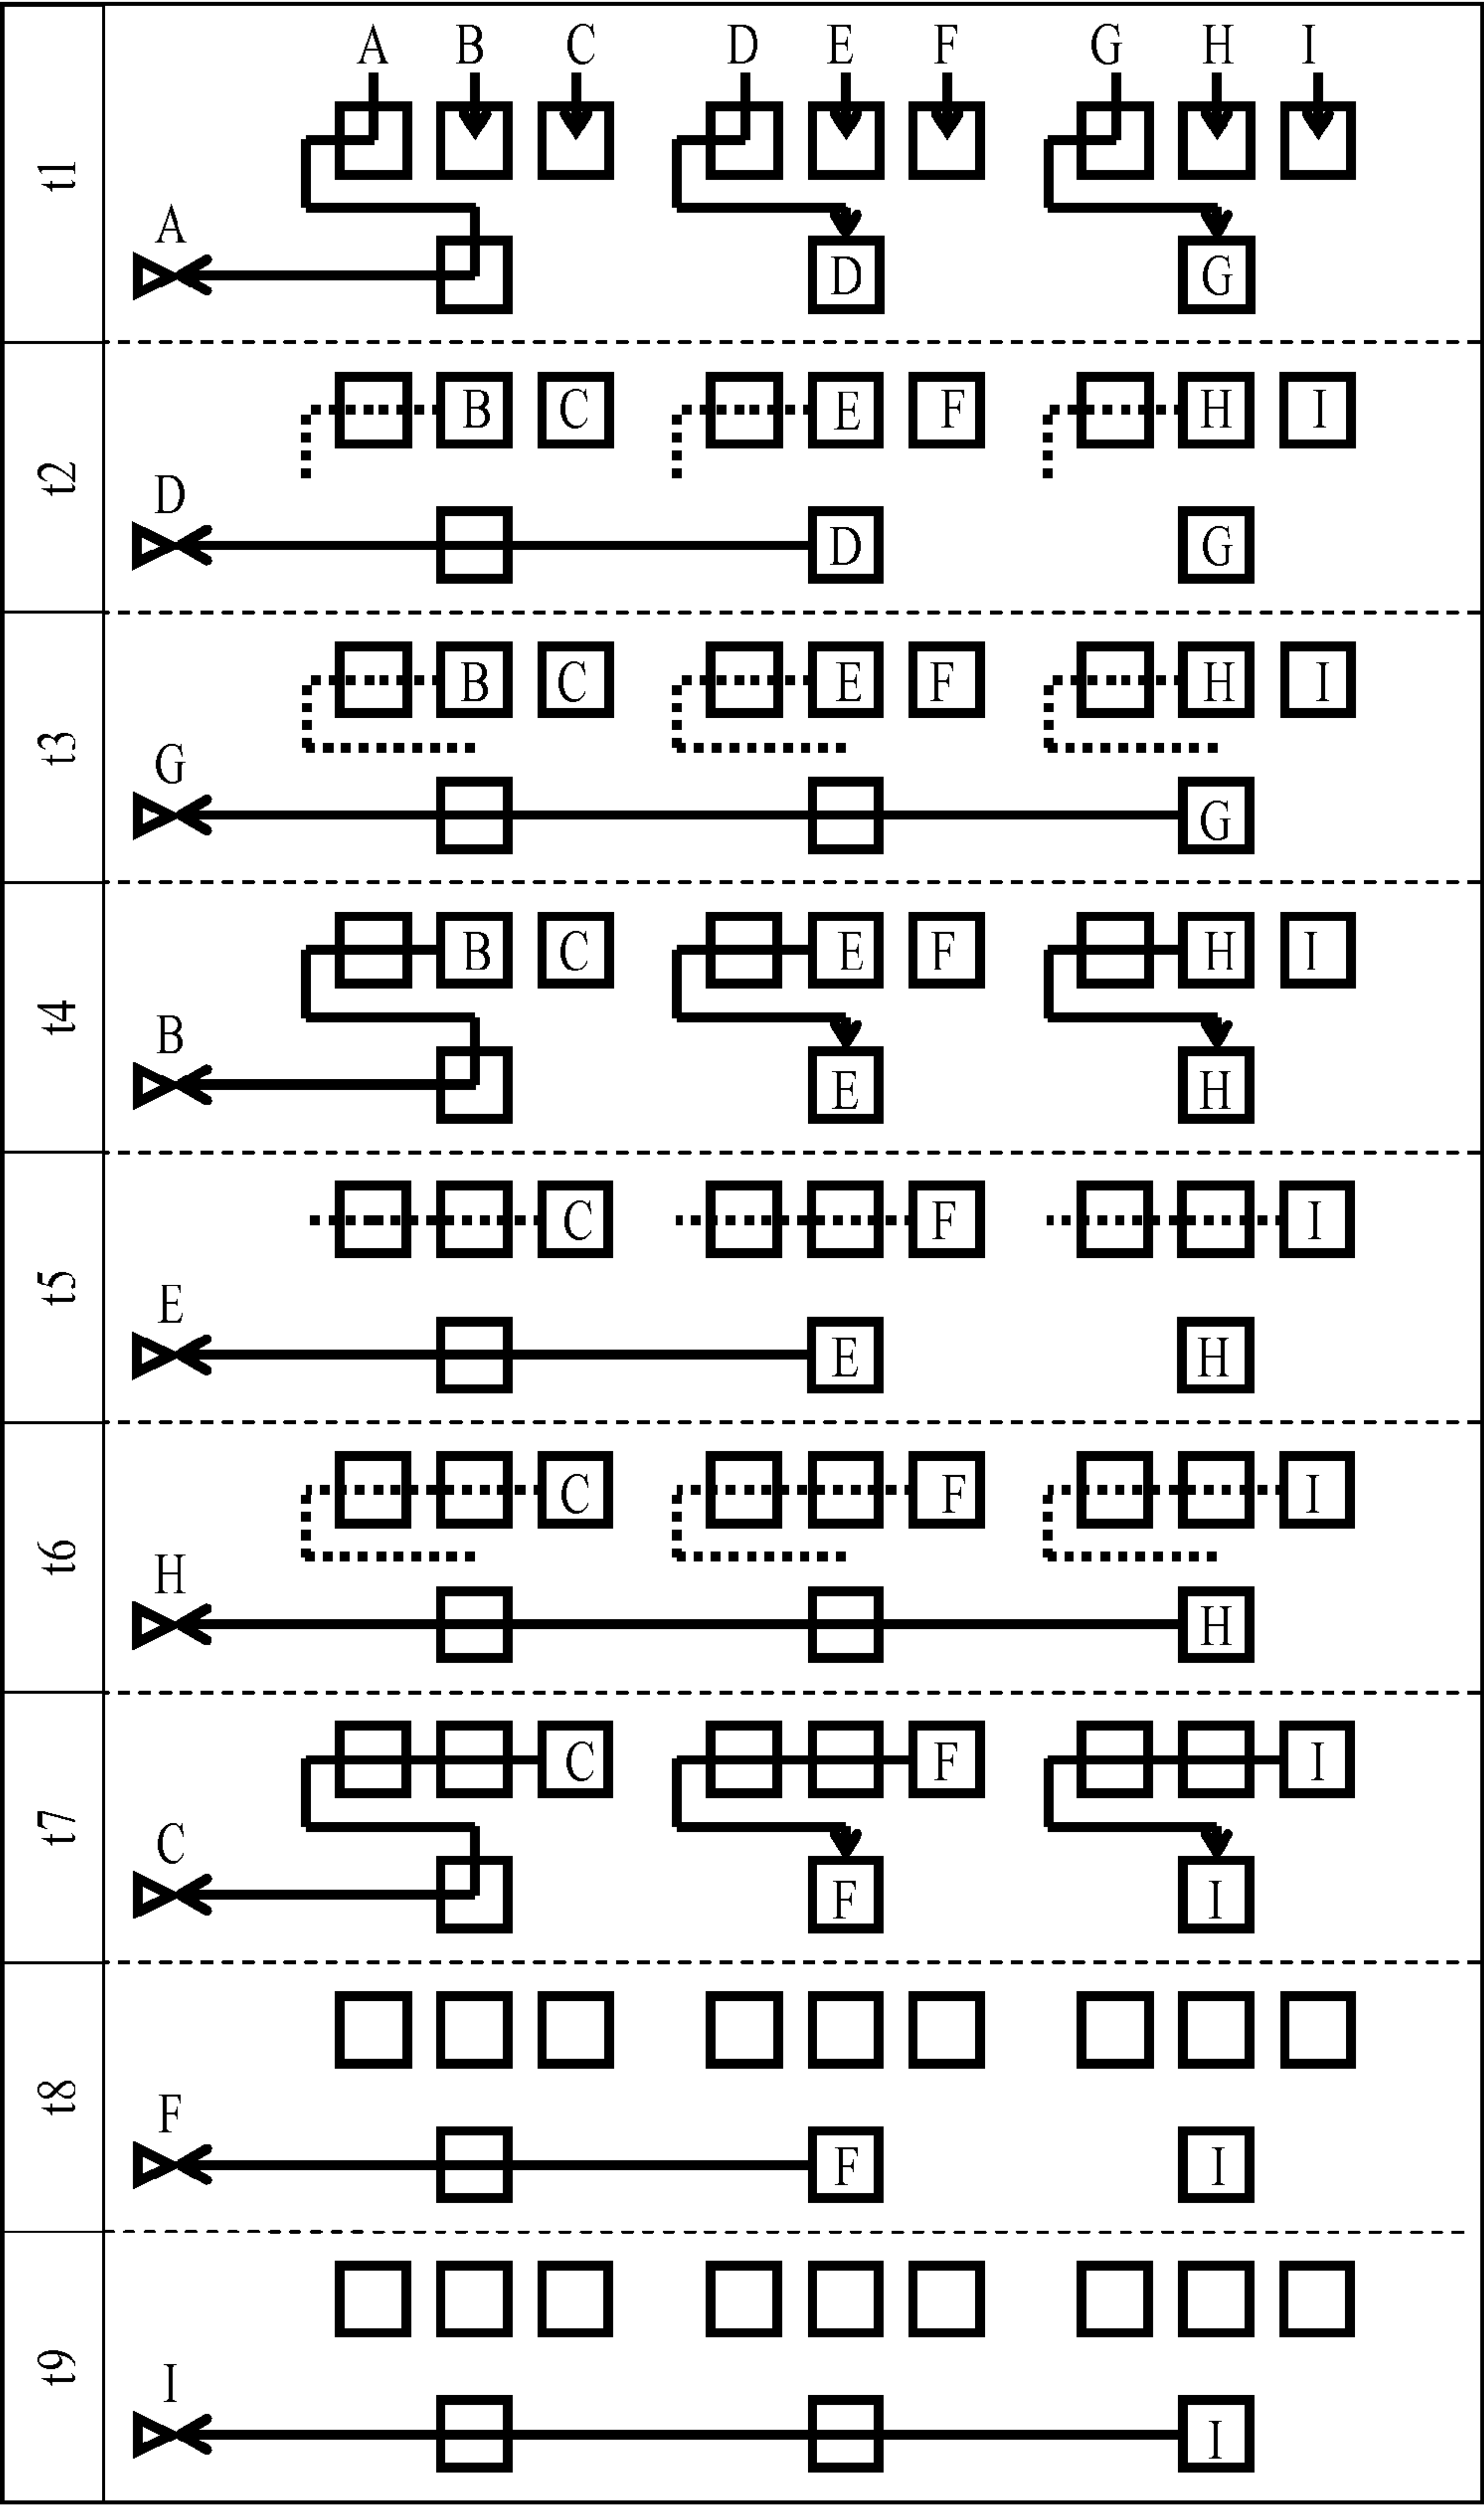 A B C D E F G H I
t1
A
D G
B C E F H I
t2
D
D G
B C E F H I
t3
G
G
B C E F H I
t4
B
E H
C F I
t5
E
E H
C F I
t6
H
H
C F I
t7
C
F I
t8
F
F I
t9
I
I